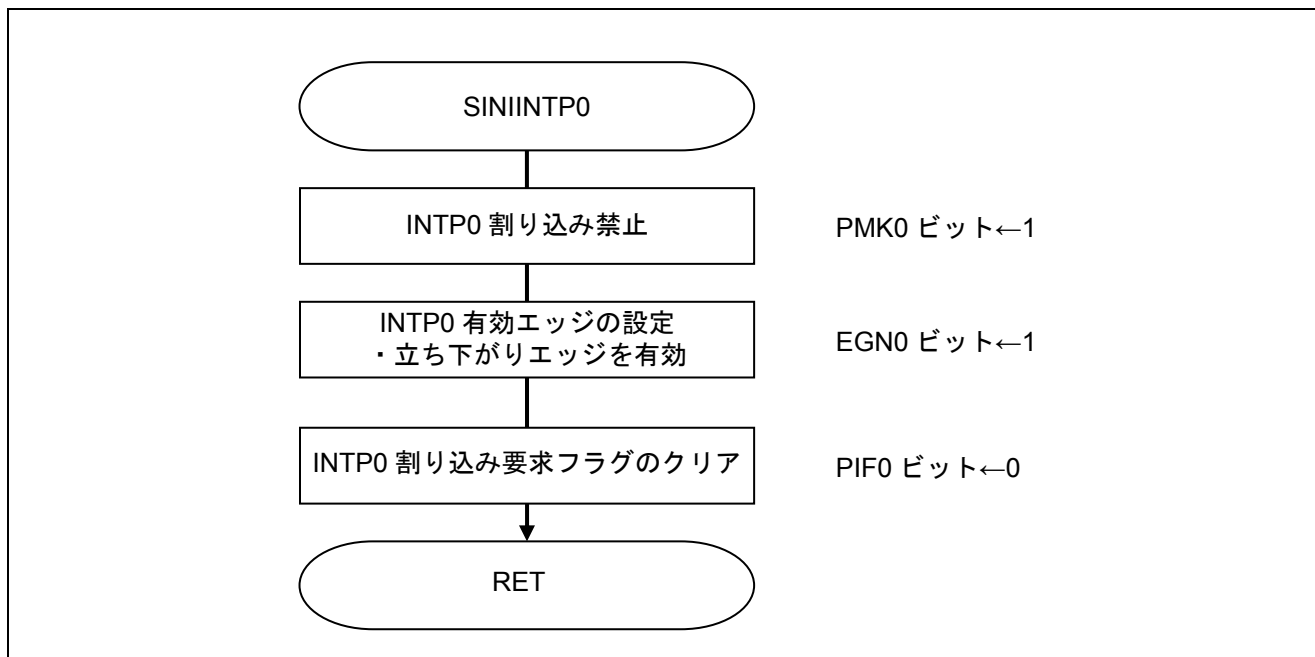 SINIINTP0
INTP0 割り込み禁止
PMK0 ビット←1
INTP0 有効エッジの設定
・立ち下がりエッジを有効
EGN0 ビット←1
INTP0 割り込み要求フラグのクリア
PIF0 ビット←0
RET